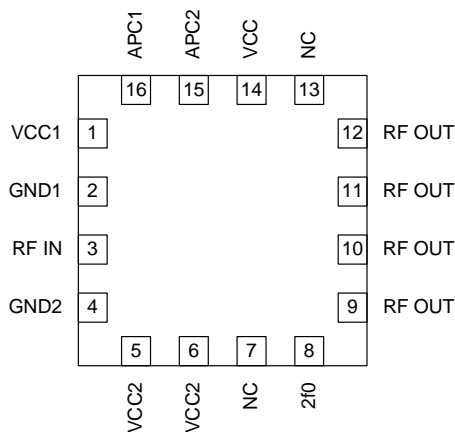 APC1 APC2 VCC NC
16 15 14 13
VCC1 1 12 RF OUT
GND1 2 11 RF OUT
RF IN 3 10 RF OUT
GND2 4 9 RF OUT
5 6 7 8
VCC2 VCC2 NC 2f0